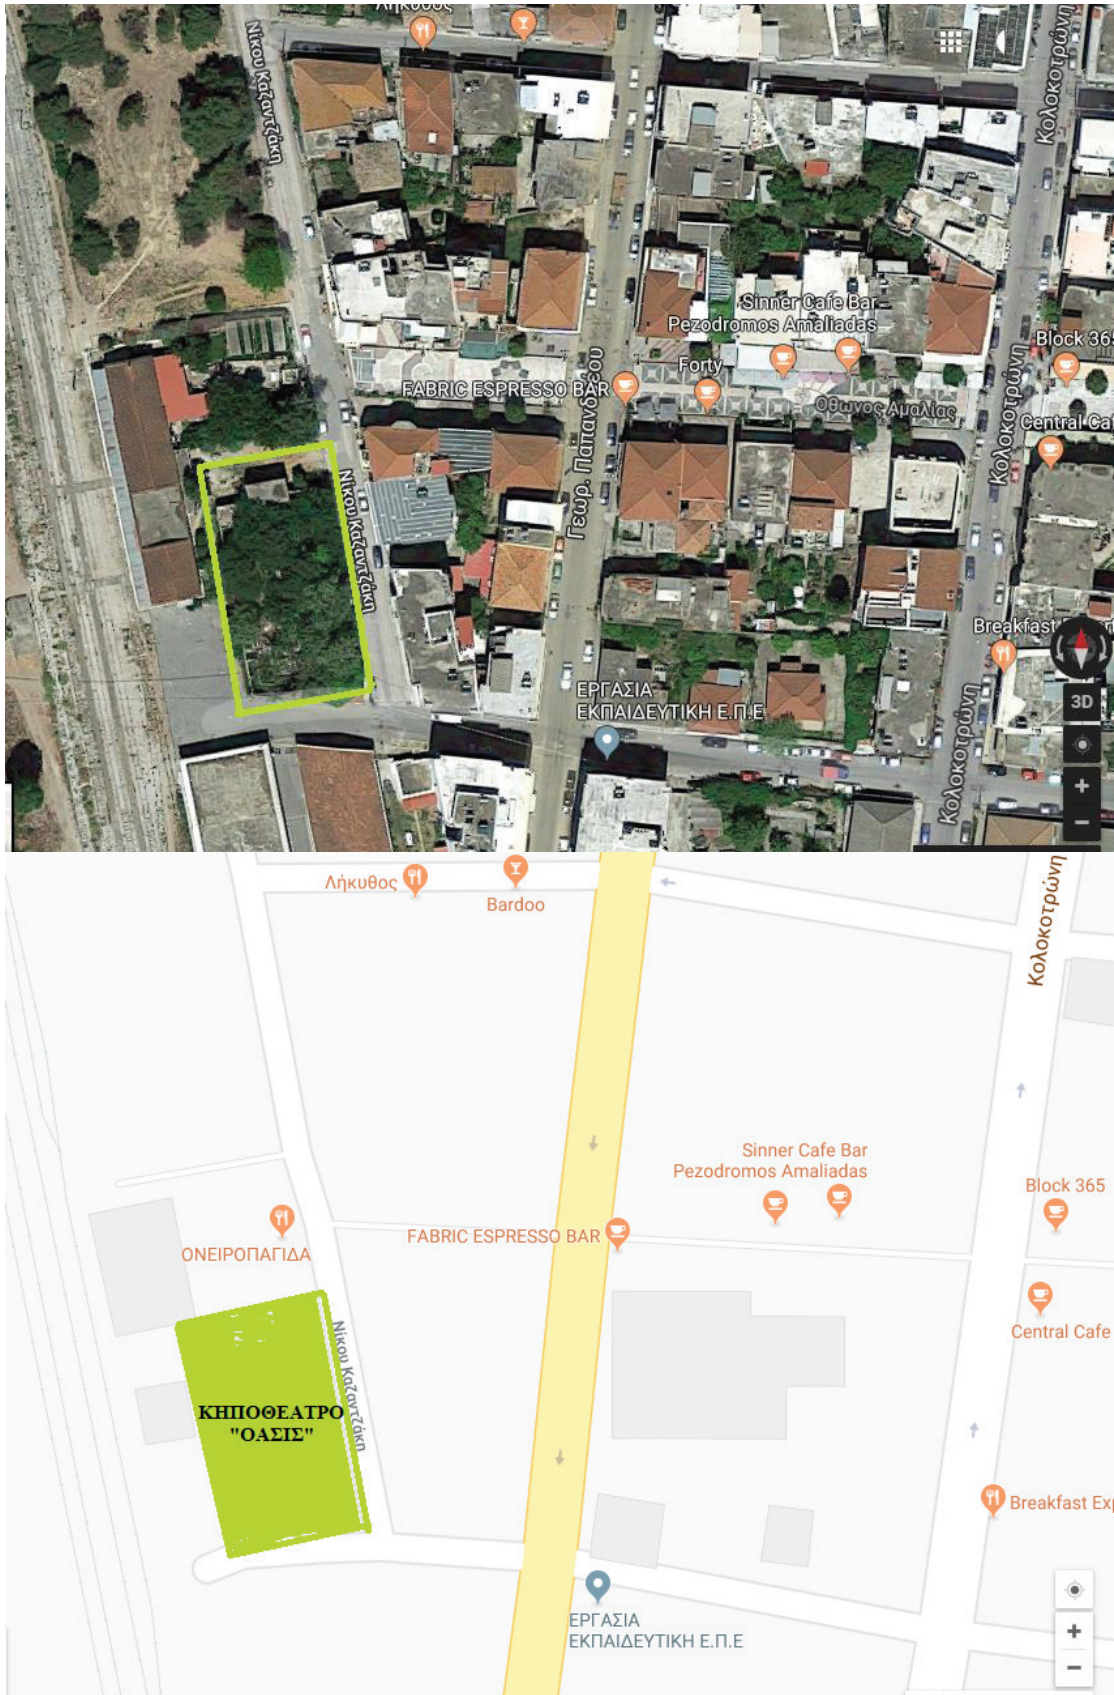 Λήκυθος
Νίκου Καζαντζάκη
Κολοκοτρώνη
Sinner Cafe Bar
Pezodromos Amaliadas
Block 365
FABRIC ESPRESSO BAR
Forty
Γεωρ. Παπανδρέου
Οθωνος Αμαλίας
Κολοκοτρώνη
Central Caf
Νίκου Καζαντζάκη
Breakfast
ΕΡΓΑΣΙΑ
ΕΚΠΑΙΔΕΥΤΙΚΗ Ε.Π.Ε
3D
Κολοκοτρώνη
Λήκυθος
Bardoo
Κολοκοτρώνη
Sinner Cafe Bar
Pezodromos Amaliadas
Block 365
FABRIC ESPRESSO BAR
ΟΝΕΙΡΟΠΑΓΙΔΑ
Central Cafe
Νίκου Καζαντζάκη
ΚΗΠΟΘΕΑΤΡΟ
"ΟΑΣΙΣ"
Breakfast Exp
ΕΡΓΑΣΙΑ
ΕΚΠΑΙΔΕΥΤΙΚΗ Ε.Π.Ε